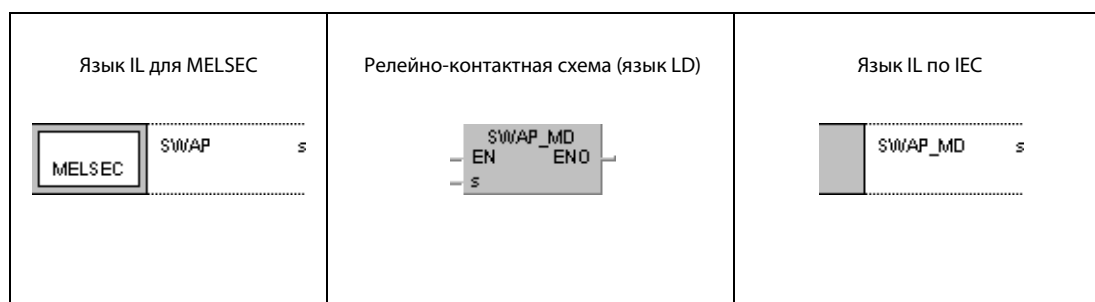 Язык IL для MELSEC
Релейно-контактная схема (язык LD)
Язык IL по IEC
MELSEC
SWAP s
SWAP_MD
EN ENO
s
SWAP_MD s